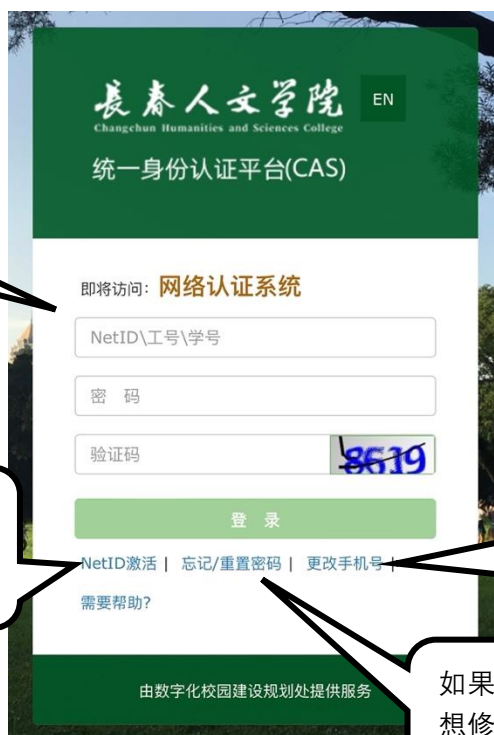 長春人文学院
EN
Changchun Humanities and Sciences College
统一身份认证平台(CAS)
即将访问: 网络认证系统
NetID\工号\学号
密 码
验证码
8619
登 录
NetID激活 | 忘记/重置密码 | 更改手机号 |
需要帮助?
由数字化校园建设规划处提供服务
如果
想修